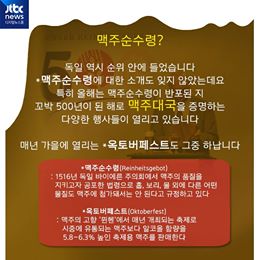 jtbc
news
디지털뉴스룸
맥주순수령?
독일 역시 순위 안에 들었습니다
*맥주순수령에 대한 소개도 잊지 않았는데요
특히 올해는 맥주순수령이 반포된 지
꼬박 500년이 된 해로 맥주대국을 증명하는
다양한 행사들이 열리고 있습니다
매년 가을에 열리는 *옥토버페스트도 그중 하납니다
*맥주순수령(Reinheitsgebot)
: 1516년 독일 바이에른 주의회에서 맥주의 품질을
지키고자 공포한 법령으로 홉, 보리, 물 외에 다른 어떤
물질도 맥주에 첨가돼서는 안 된다고 규정하고 있다
*옥토버페스트(Oktoberfest)
: 맥주의 고향 '뮌헨'에서 매년 개최되는 축제로
시중에 유통되는 맥주보다 알코올 함량을
5.8~6.3% 높인 축제용 맥주를 판매한다